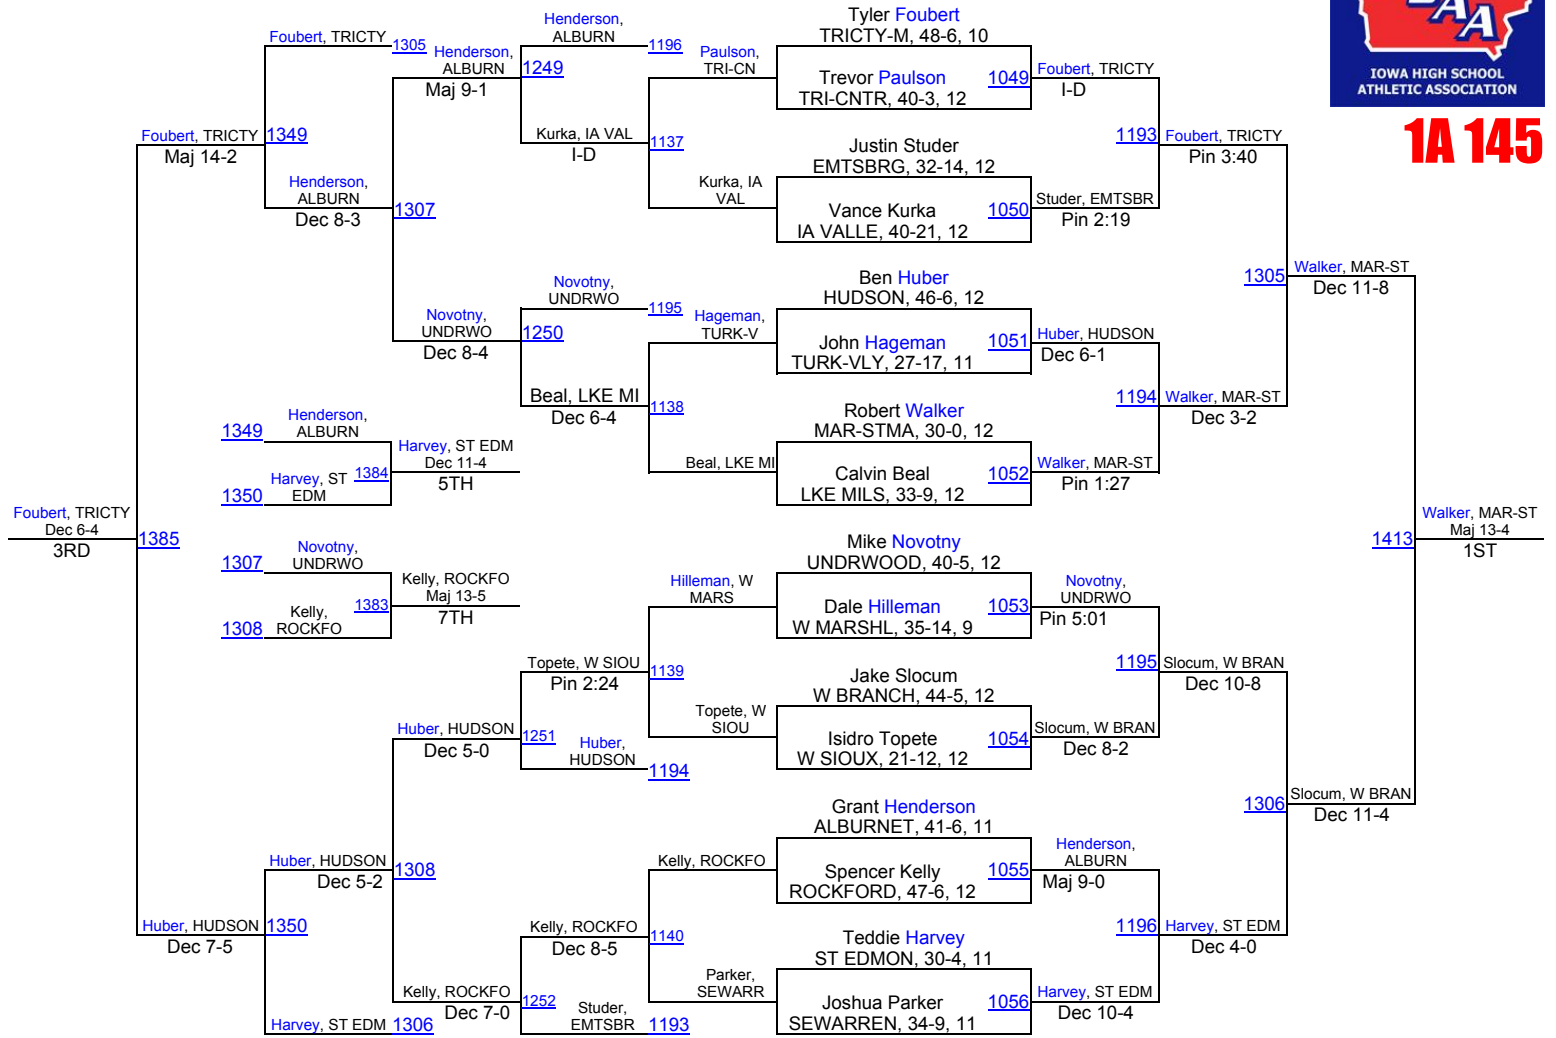 IOWA HIGH SCHOOL
ATHLETIC ASSOCIATION
1A 145
Tyler Foubert
TRICTY-M, 48-6, 10
Trevor Paulson
TRI-CNTR, 40-3, 12
1049
Justin Studer
EMTSBRG, 32-14, 12
Vance Kurka
IA VALLE, 40-21, 12
1050
Ben Huber
HUDSON, 46-6, 12
John Hageman
TURK-VLY, 27-17, 11
1051
Robert Walker
MAR-STMA, 30-0, 12
Calvin Beal
LKE MILS, 33-9, 12
1052
Mike Novotny
UNDRWOOD, 40-5, 12
Dale Hilleman
W MARSHL, 35-14, 9
1053
Jake Slocum
W BRANCH, 44-5, 12
Isidro Topete
W SIOUX, 21-12, 12
1054
Grant Henderson
ALBURNET, 41-6, 11
Spencer Kelly
ROCKFORD, 47-6, 12
1055
Teddie Harvey
ST EDMON, 30-4, 11
Joshua Parker
SEWARREN, 34-9, 11
1056
Foubert, TRICTY
I-D
Studer, EMTSBR
Pin 2:19
Huber, HUDSON
Dec 6-1
Walker, MAR-ST
Pin 1:27
Novotny,
UNDRWO
Pin 5:01
Slocum, W BRAN
Dec 8-2
Henderson,
ALBURN
Maj 9-0
Harvey, ST EDM
Dec 10-4
1193
Foubert, TRICTY
Pin 3:40
1194
Walker, MAR-ST
Dec 3-2
1195
Slocum, W BRAN
Dec 10-8
1196
Harvey, ST EDM
Dec 4-0
1305
Walker, MAR-ST
Dec 11-8
1306
Slocum, W BRAN
Dec 11-4
1413
Walker, MAR-ST
Maj 13-4
1ST
Paulson,
TRI-CN
Kurka, IA
VAL
1137
Hageman,
TURK-V
Beal, LKE MI
1138
Hilleman, W
MARS
Topete, W
SIOU
1139
Kelly, ROCKFO
Parker,
SEWARR
1140
Henderson,
ALBURN
1196
Kurka, IA VAL
I-D
1249
Novotny,
UNDRWO
1195
Beal, LKE MI
Dec 6-4
1250
Topete, W SIOU
Pin 2:24
Huber,
HUDSON
1194
1251
Kelly, ROCKFO
Dec 8-5
Studer,
EMTSBR
1193
1252
Henderson,
ALBURN
Maj 9-1
Novotny,
UNDRWO
Dec 8-4
1307
Huber, HUDSON
Dec 5-0
Kelly, ROCKFO
Dec 7-0
1308
Foubert, TRICTY
1305
Henderson,
ALBURN
Dec 8-3
1349
Huber, HUDSON
Dec 5-2
Harvey, ST EDM
1306
1350
Foubert, TRICTY
Maj 14-2
Huber, HUDSON
Dec 7-5
1385
Foubert, TRICTY
Dec 6-4
3RD
1349
Henderson,
ALBURN
1350
Harvey, ST
EDM
1384
Harvey, ST EDM
Dec 11-4
5TH
1307
Novotny,
UNDRWO
1308
Kelly,
ROCKFO
1383
Kelly, ROCKFO
Maj 13-5
7TH